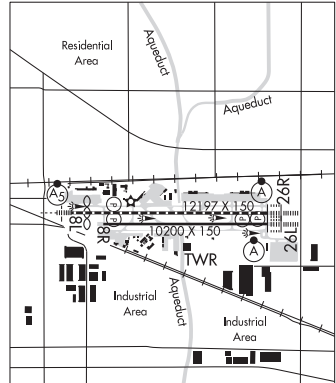 Residential
Area
Aqueduct
Aqueduct
A5
A
P
P
P
P
12197 X 150
26R
8L
8R
10200 X 150
A
26L
TWR
Industrial
Area
Aqueduct
Industrial
Area